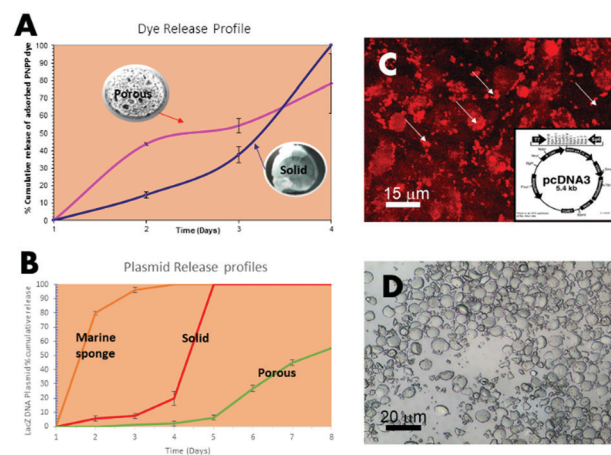 A
Dye Release Profile
% Cumulative release of adsorbed PNPP dye
100
90
80
70
60
50
40
30
20
10
0
Porous
Solid
1
2
3
4
Time (Days)
B
Plasmid Release profiles
LacZ DNA Plasmid % cumulative release
100
90
80
70
60
50
40
30
20
10
0
Marine
sponge
Solid
Porous
1
2
3
4
5
6
7
8
Time (Days)
C
15 μm
pcDNA3
5.4 kb
D
20 μm